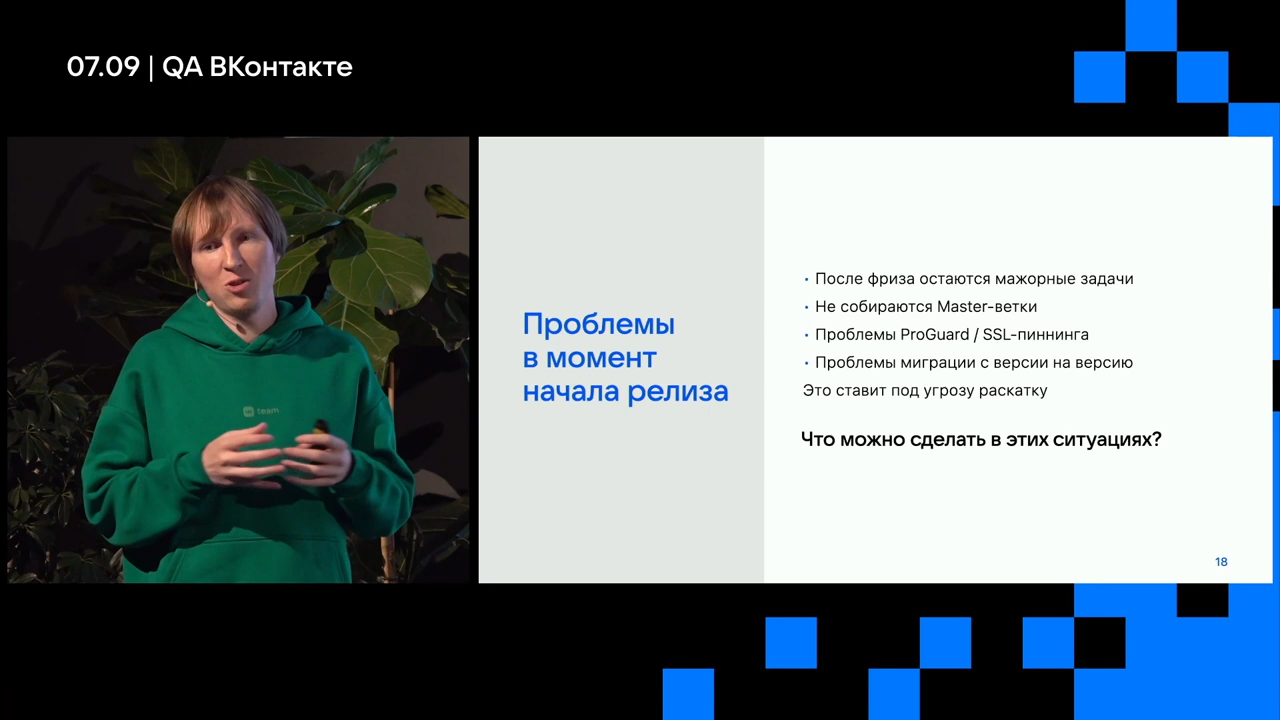 07.09 | QA ВКонтакте
team
Проблемы
в момент
начала релиза
• После фриза остаются мажорные задачи
• Не собираются Master-ветки
• Проблемы ProGuard / SSL-пиннинга
• Проблемы миграции с версии на версию
Это ставит под угрозу раскатку
Что можно сделать в этих ситуациях?
18